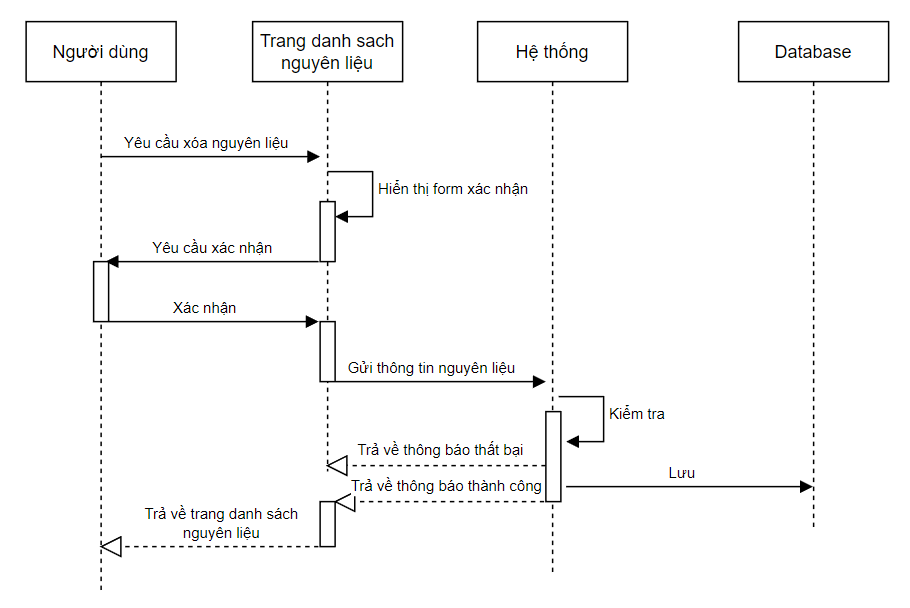 Người dùng
Trang danh sach
nguyên liệu
Hệ thống
Database
Yêu cầu xóa nguyên liệu
Hiển thị form xác nhận
Yêu cầu xác nhận
Xác nhận
Gửi thông tin nguyên liệu
Kiểm tra
Trả về thông báo thất bại
Lưu
Trả về thông báo thành công
Trả về trang danh sách
nguyên liệu